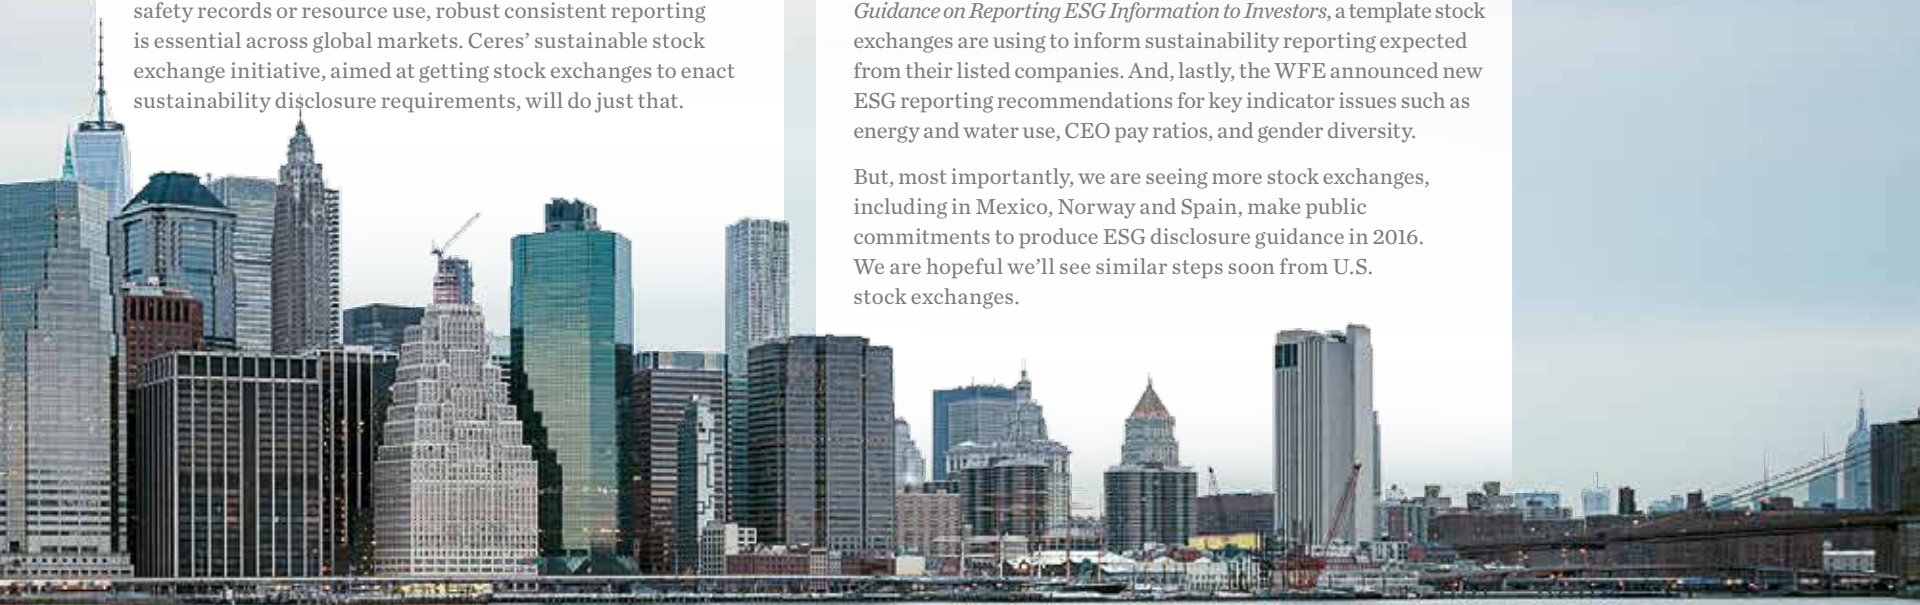 safety records or resource use, robust consistent reporting
is essential across global markets. Ceres’ sustainable stock
exchange initiative, aimed at getting stock exchanges to enact
sustainability disclosure requirements, will do just that.
Guidance on Reporting ESG Information to Investors, a template stock
exchanges are using to inform sustainability reporting expected
from their listed companies. And, lastly, the WFE announced new
ESG reporting recommendations for key indicator issues such as
energy and water use, CEO pay ratios, and gender diversity.
But, most importantly, we are seeing more stock exchanges,
including in Mexico, Norway and Spain, make public
commitments to produce ESG disclosure guidance in 2016.
We are hopeful we’ll see similar steps soon from U.S.
stock exchanges.